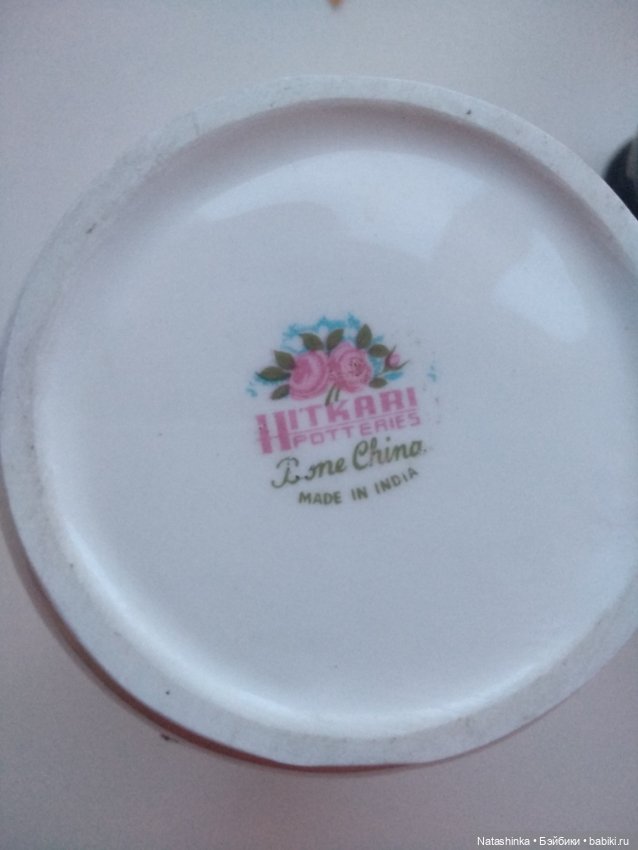 HITKARI
POTTERIES
Bone China
MADE IN INDIA
Natashinka • Бэйбики • babiki.ru